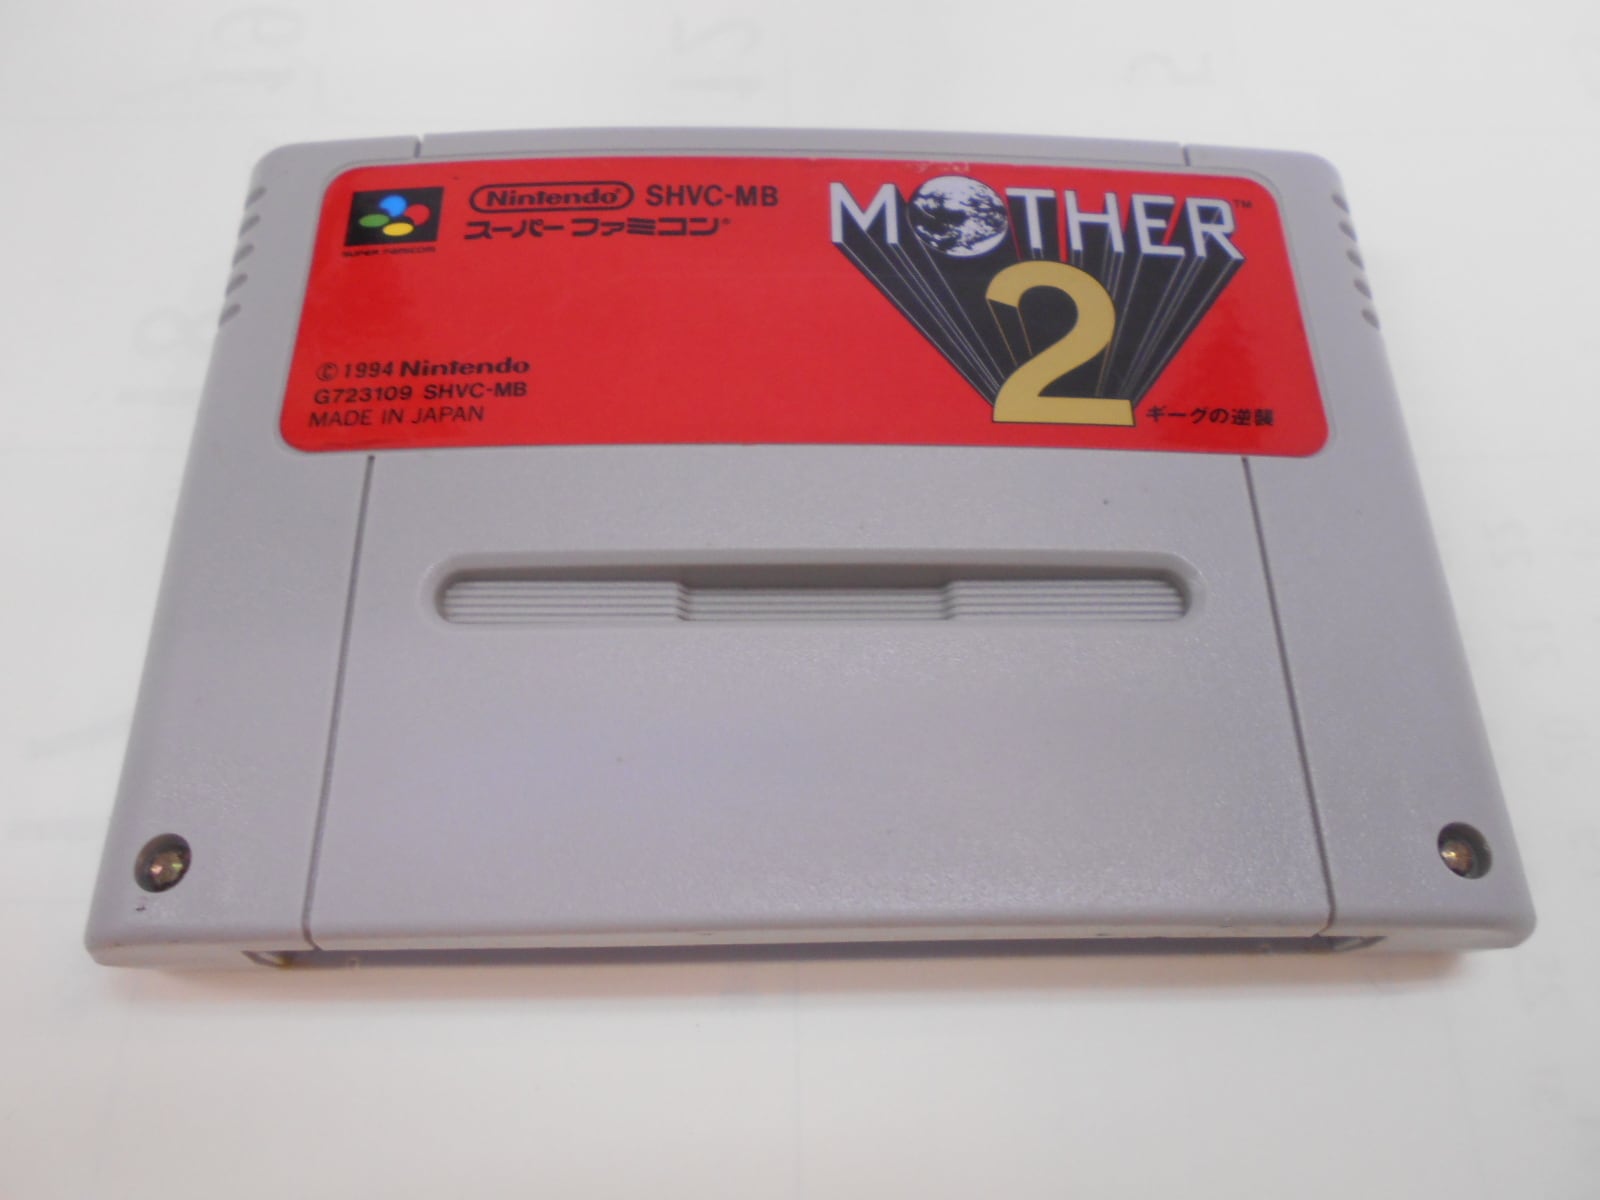 SUPER FAMICOM
Nintendo® SHVC-MB
スーパーファミコン®
MOTHER™
2
ギーグの逆襲
©1994 Nintendo
G723109 SHVC-MB
MADE IN JAPAN